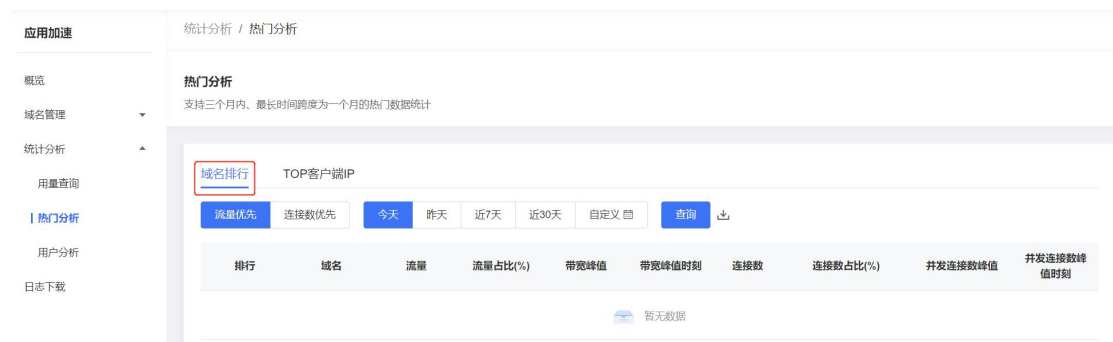 应用加速
统计分析 / 热门分析
概览
域名管理
统计分析
用量查询
热门分析
用户分析
日志下载
热门分析
支持三个月内、最长时间跨度为一个月的热门数据统计
域名排行 TOP客户端IP
流量优先 连接数优先 今天 昨天 近7天 近30天 自定义 查询
排行 域名 流量 流量占比(%) 带宽峰值 带宽峰值时刻 连接数 连接数占比(%) 并发连接数峰值 并发连接数峰
值时刻
暂无数据